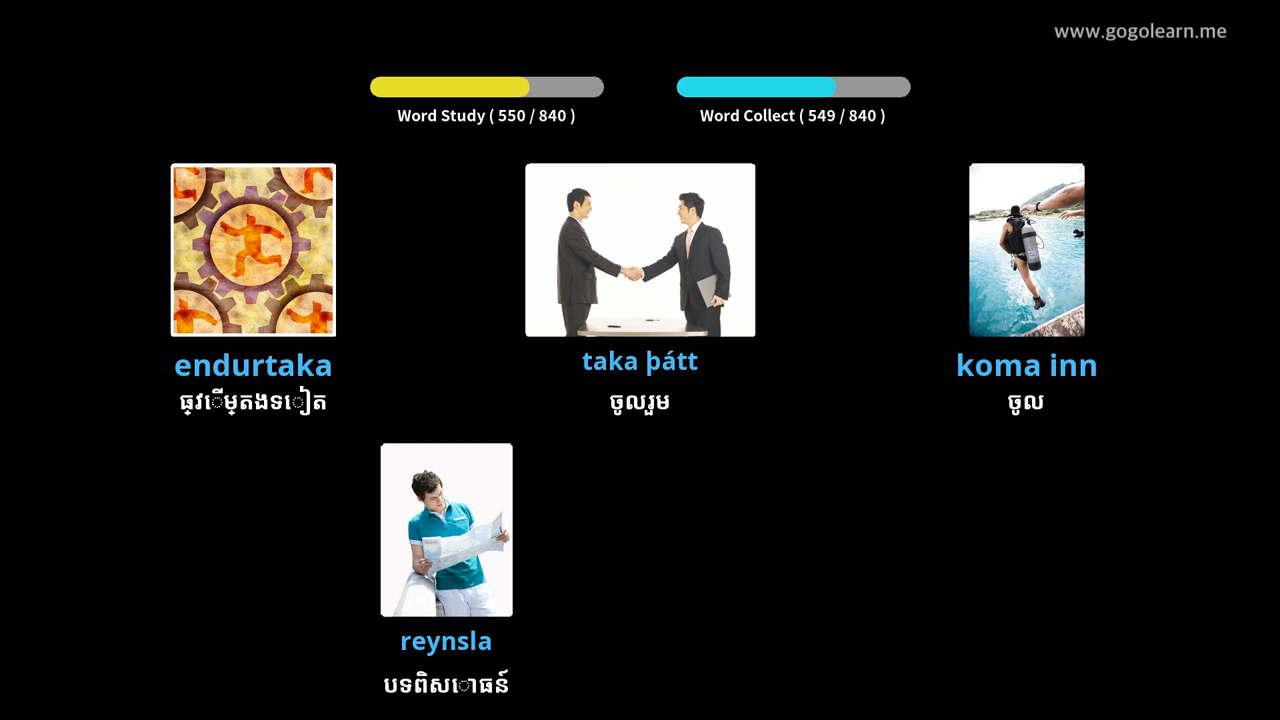 www.gogolearn.me
Word Study ( 550 / 840 )
Word Collect ( 549 / 840 )
endurtaka
ធ្វើម្តងទៀត
taka þátt
ចូលរួម
koma inn
ចូល
reynsla
បទពិសោធន៍